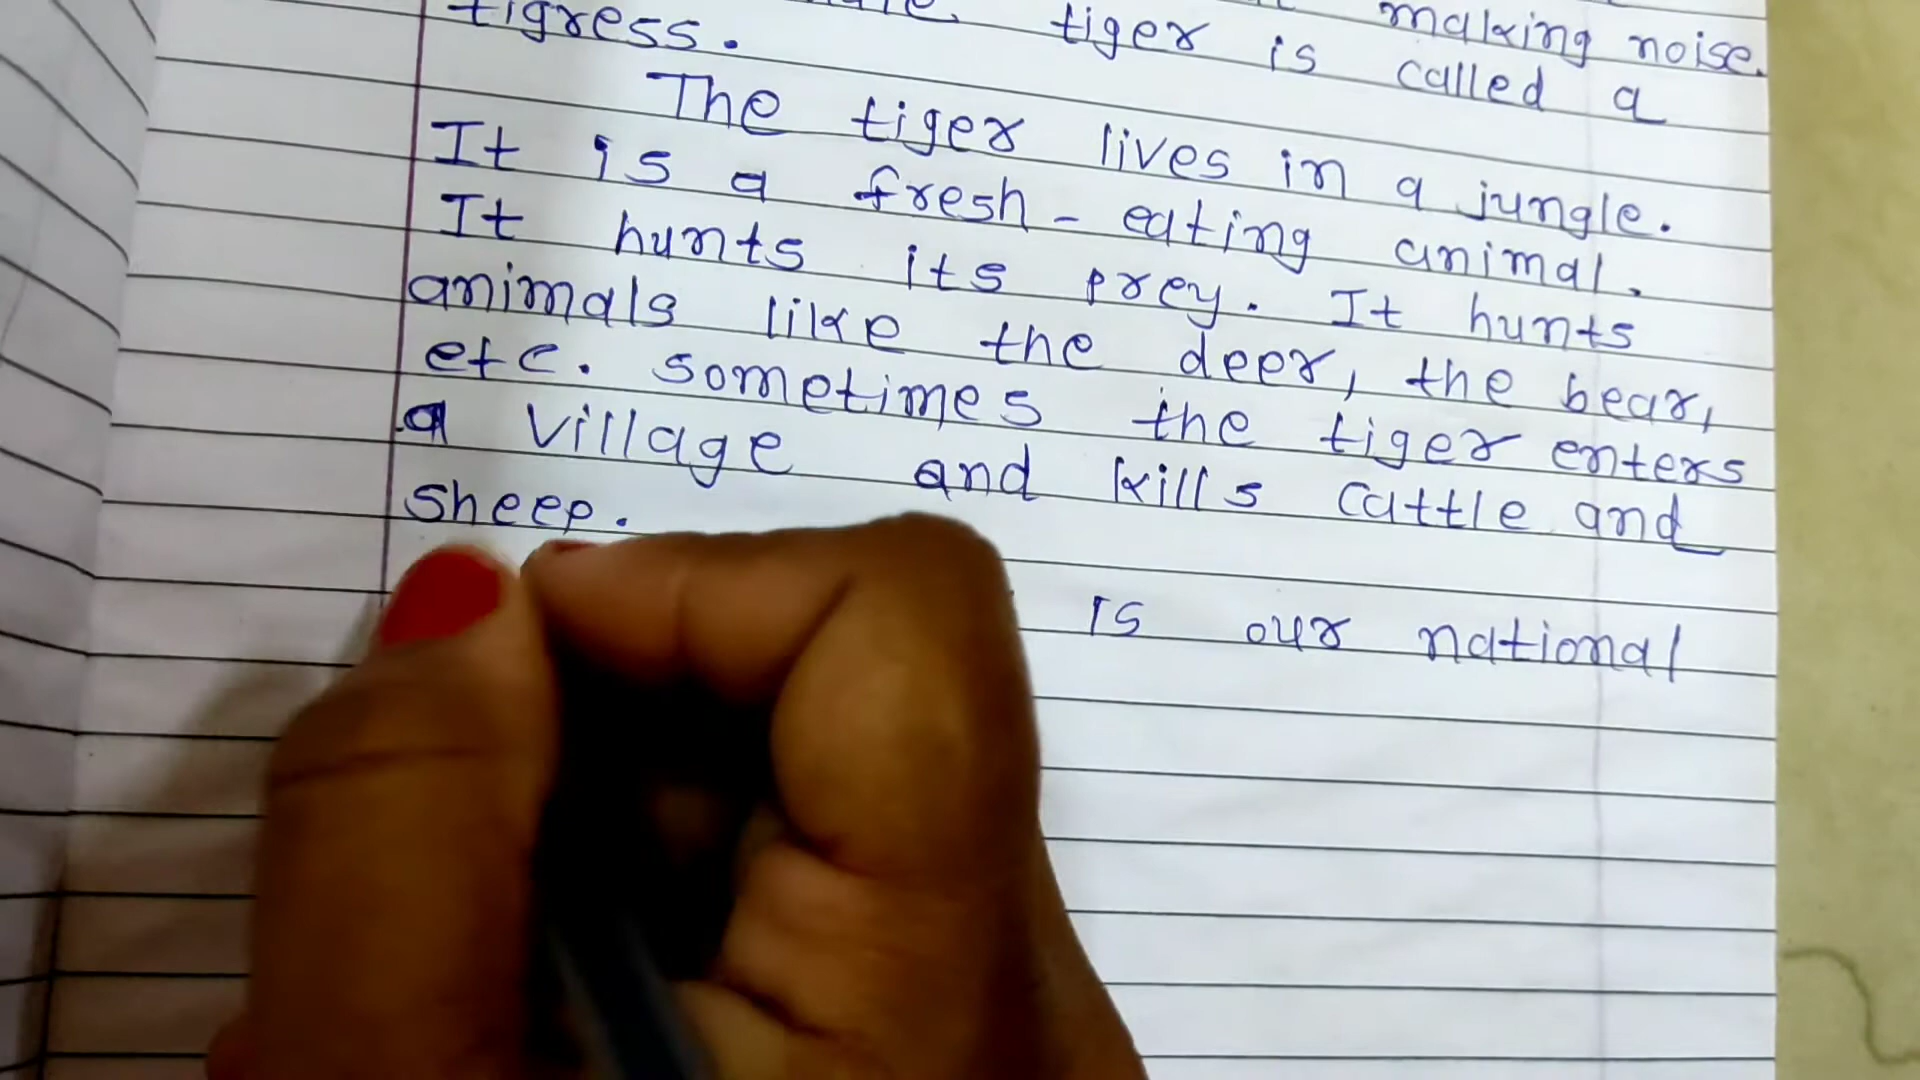 making noise.
tiger is called a
tigress.
The tiger lives in a jungle.
It is a fresh-eating animal.
It hunts its prey. It hunts
animals like the deer, the bear,
etc. sometimes the tiger enters
a village and kills cattle and
sheep.
is our national